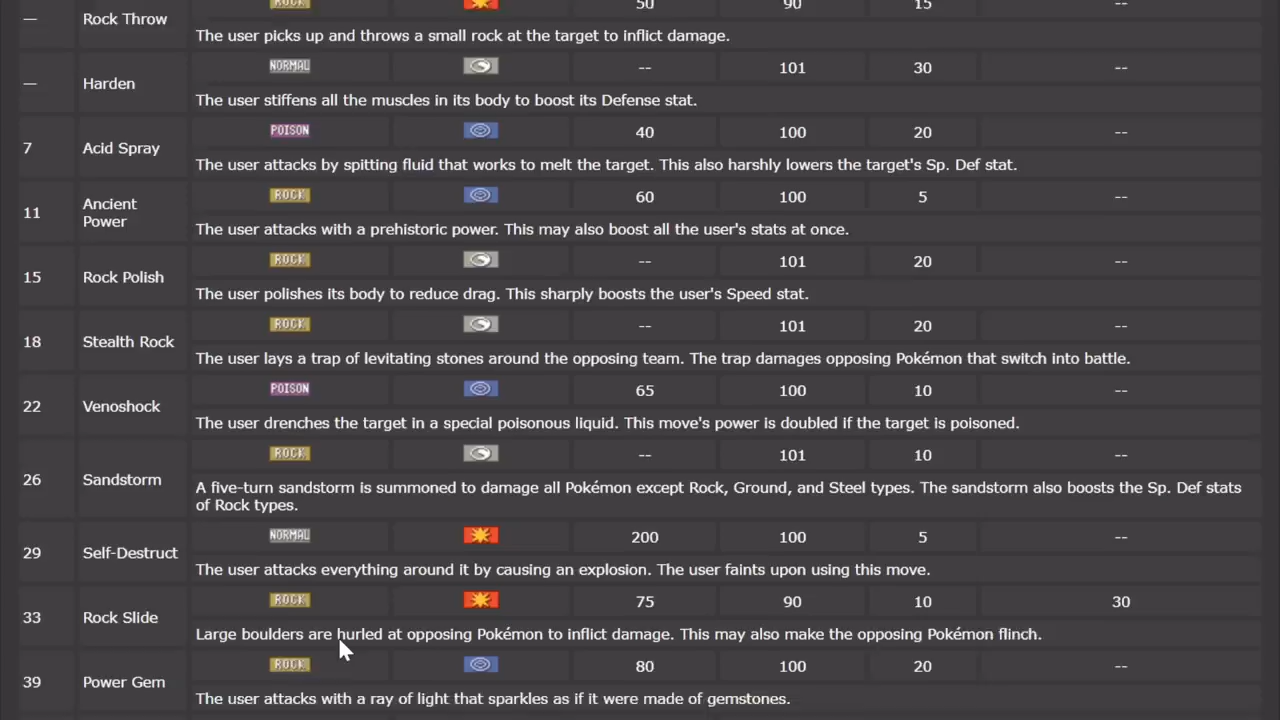 — Rock Throw ROCK 50 90 15 --
The user picks up and throws a small rock at the target to inflict damage.
— Harden NORMAL -- 101 30 --
The user stiffens all the muscles in its body to boost its Defense stat.
7 Acid Spray POISON 40 100 20 --
The user attacks by spitting fluid that works to melt the target. This also harshly lowers the target's Sp. Def stat.
11 Ancient Power ROCK 60 100 5 --
The user attacks with a prehistoric power. This may also boost all the user's stats at once.
15 Rock Polish ROCK -- 101 20 --
The user polishes its body to reduce drag. This sharply boosts the user's Speed stat.
18 Stealth Rock ROCK -- 101 20 --
The user lays a trap of levitating stones around the opposing team. The trap damages opposing Pokémon that switch into battle.
22 Venoshock POISON 65 100 10 --
The user drenches the target in a special poisonous liquid. This move's power is doubled if the target is poisoned.
26 Sandstorm ROCK -- 101 10 --
A five-turn sandstorm is summoned to damage all Pokémon except Rock, Ground, and Steel types. The sandstorm also boosts the Sp. Def stats
of Rock types.
29 Self-Destruct NORMAL 200 100 5 --
The user attacks everything around it by causing an explosion. The user faints upon using this move.
33 Rock Slide ROCK 75 90 10 30
Large boulders are hurled at opposing Pokémon to inflict damage. This may also make the opposing Pokémon flinch.
39 Power Gem ROCK 80 100 20 --
The user attacks with a ray of light that sparkles as if it were made of gemstones.